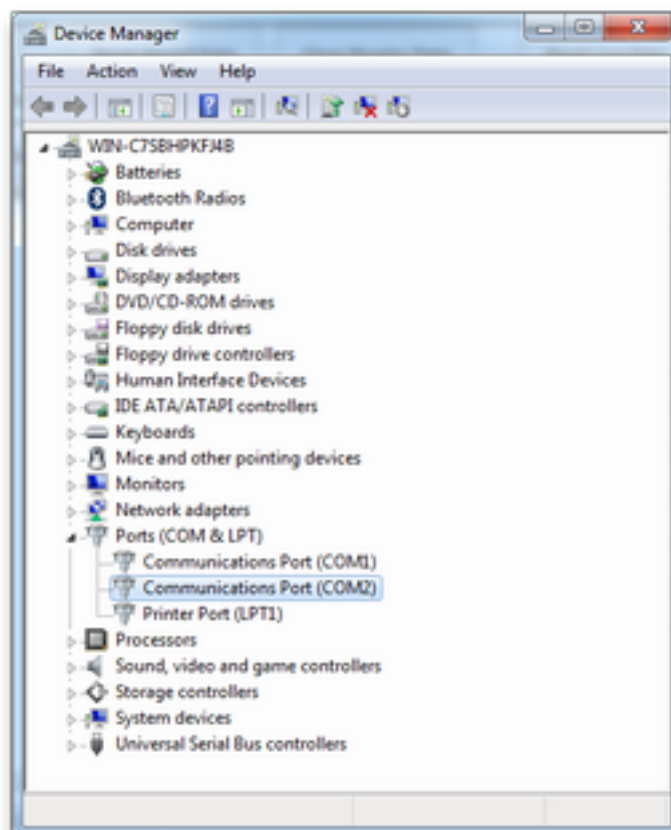 Device Manager
File Action View Help
WIN-C7SBHPKFJ4B
Batteries
Bluetooth Radios
Computer
Disk drives
Display adapters
DVD/CD-ROM drives
Floppy disk drives
Floppy drive controllers
Human Interface Devices
IDE ATA/ATAPI controllers
Keyboards
Mice and other pointing devices
Monitors
Network adapters
Ports (COM & LPT)
Communications Port (COM1)
Communications Port (COM2)
Printer Port (LPT1)
Processors
Sound, video and game controllers
Storage controllers
System devices
Universal Serial Bus controllers